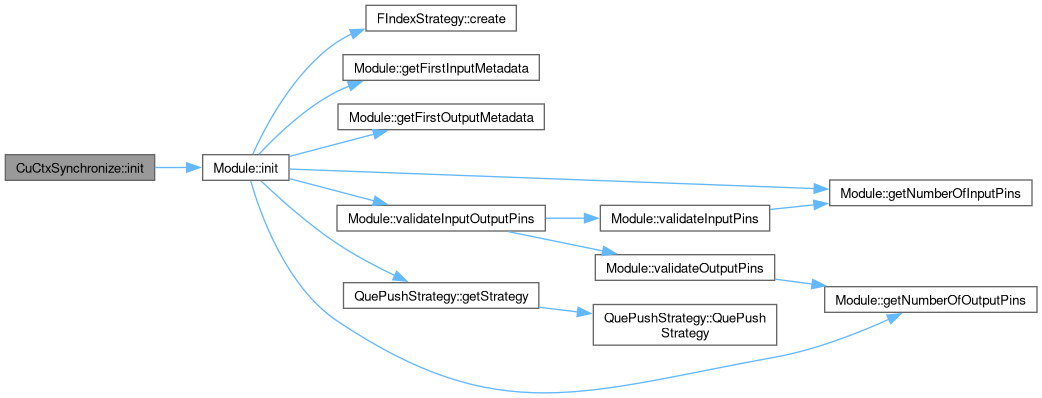 FIndexStrategy::create
Module::getFirstInputMetadata
Module::getFirstOutputMetadata
CuCtxSynchronize::init
Module::init
Module::getNumberOfInputPins
Module::validateInputOutputPins
Module::validateInputPins
Module::validateOutputPins
QuePushStrategy::getStrategy
Module::getNumberOfOutputPins
QuePushStrategy::QuePush
Strategy